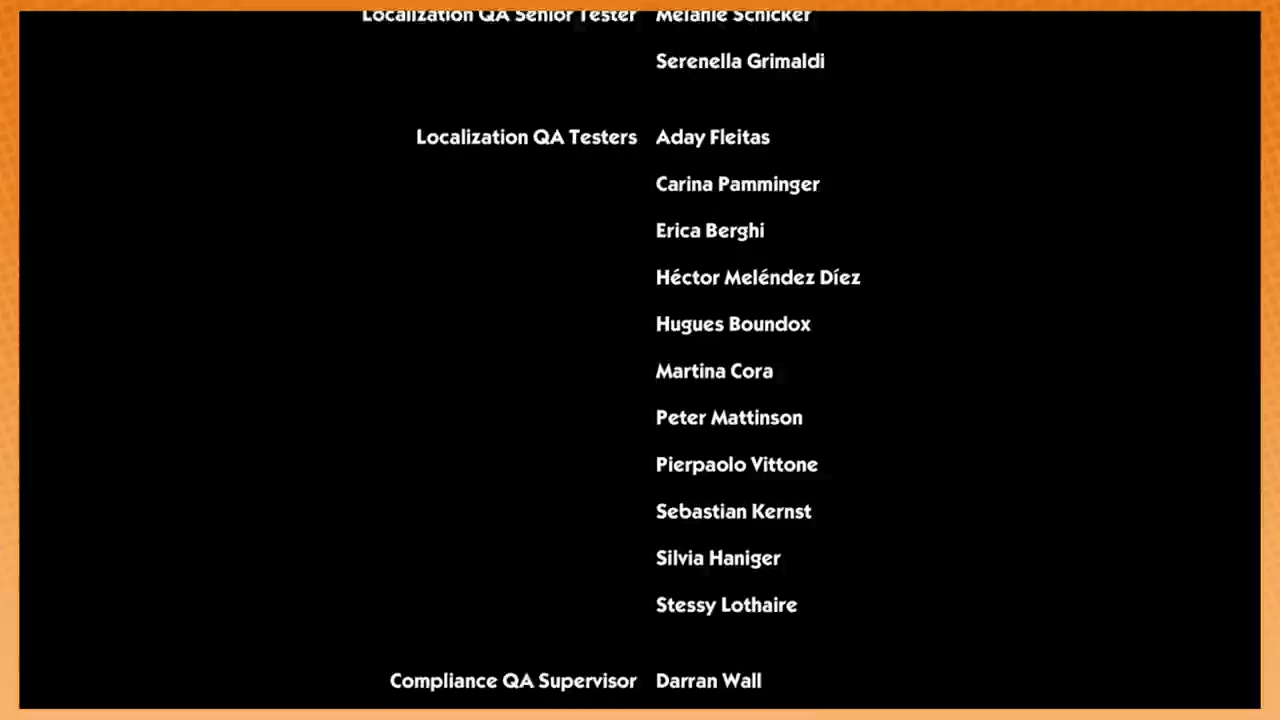 Localization QA Senior Tester Melanie Schicker
Serenella Grimaldi
Localization QA Testers Aday Fleitas
Carina Pamminger
Erica Berghi
Héctor Meléndez Díez
Hugues Boundox
Martina Cora
Peter Mattinson
Pierpaolo Vittone
Sebastian Kernst
Silvia Haniger
Stessy Lothaire
Compliance QA Supervisor Darran Wall